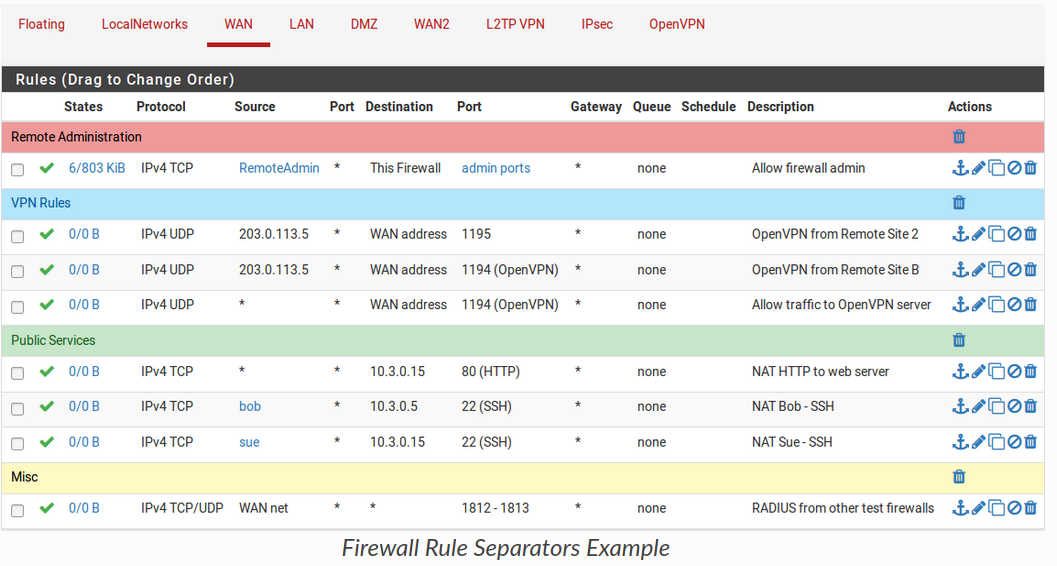 Floating LocalNetworks WAN LAN DMZ WAN2 L2TP VPN IPsec OpenVPN
Rules (Drag to Change Order)
States Protocol Source Port Destination Port Gateway Queue Schedule Description Actions
Remote Administration
6/803 KiB IPv4 TCP RemoteAdmin * This Firewall admin ports * none Allow firewall admin
VPN Rules
0/0 B IPv4 UDP 203.0.113.5 * WAN address 1195 * none OpenVPN from Remote Site 2
0/0 B IPv4 UDP 203.0.113.5 * WAN address 1194 (OpenVPN) * none OpenVPN from Remote Site B
0/0 B IPv4 UDP * * WAN address 1194 (OpenVPN) * none Allow traffic to OpenVPN server
Public Services
0/0 B IPv4 TCP * * 10.3.0.15 80 (HTTP) * none NAT HTTP to web server
0/0 B IPv4 TCP bob * 10.3.0.5 22 (SSH) * none NAT Bob - SSH
0/0 B IPv4 TCP sue * 10.3.0.15 22 (SSH) * none NAT Sue - SSH
Misc
0/0 B IPv4 TCP/UDP WAN net * * 1812 - 1813 * none RADIUS from other test firewalls
Firewall Rule Separators Example